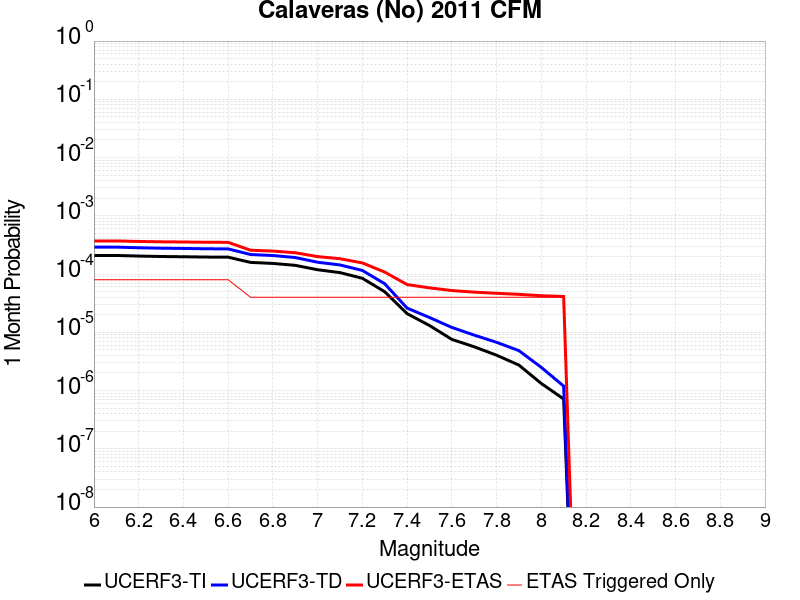 Calaveras (No) 2011 CFM
10 0
10 -1
10 -2
10 -3
10 -4
10 -5
10 -6
10 -7
10 -8
1 Month Probability
6 6.2 6.4 6.6 6.8 7 7.2 7.4 7.6 7.8 8 8.2 8.4 8.6 8.8 9
Magnitude
UCERF3-TI UCERF3-TD UCERF3-ETAS ETAS Triggered Only